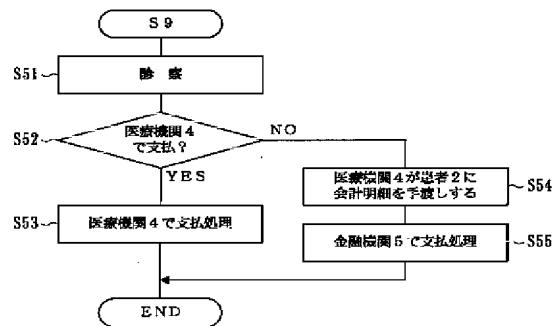 S9
S51
診 察
S52
医療機関4
で支払?
NO
YES
医療機関4が患者2に
会計明細を手渡しする
S54
S53
医療機関4で支払処理
金融機関5で支払処理
S55
END